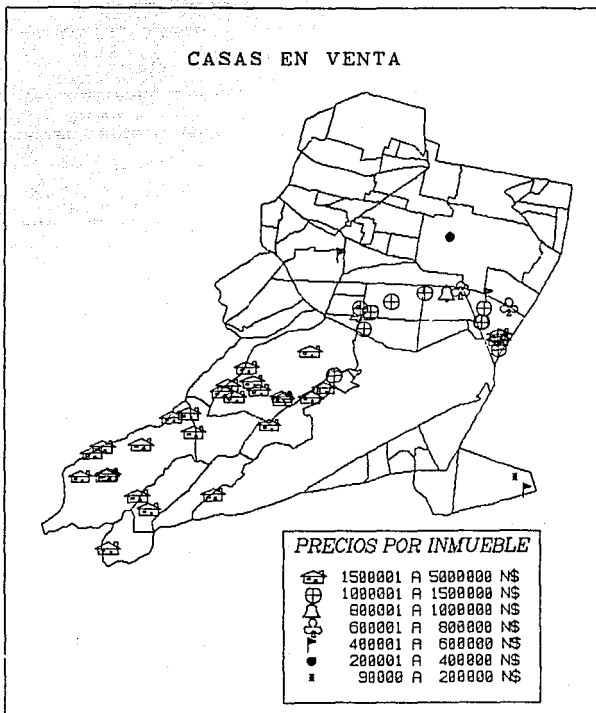 CASAS EN VENTA
PRECIOS POR INMUEBLE
1500001 A 5000000 N$
1000001 A 1500000 N$
800001 A 1000000 N$
600001 A 800000 N$
400001 A 600000 N$
200001 A 400000 N$
90000 A 200000 N$